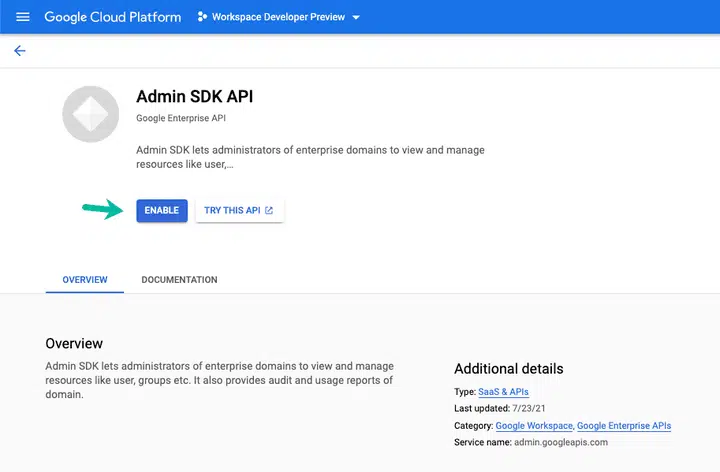 Google Cloud Platform
Workspace Developer Preview
Admin SDK API
Google Enterprise API
Admin SDK lets administrators of enterprise domains to view and manage
resources like user,...
ENABLE
TRY THIS API
OVERVIEW
DOCUMENTATION
Overview
Admin SDK lets administrators of enterprise domains to view and manage
resources like user, groups etc. It also provides audit and usage reports of
domain.
Additional details
Type: SaaS & APIs
Last updated: 7/23/21
Category: Google Workspace, Google Enterprise APIs
Service name: admin.googleapis.com